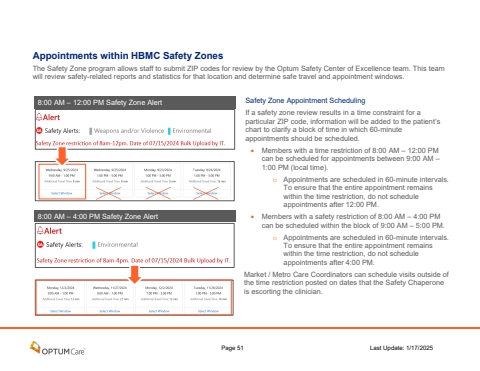 Appointments within HBMC Safety Zones
The Safety Zone program allows staff to submit ZIP codes for review by the Optum Safety Center of Excellence team. This team
will review safety-related reports and statistics for that location and determine safe travel and appointment windows.
8:00 AM – 12:00 PM Safety Zone Alert
Alert
Safety Alerts: Weapons and/or Violence Environmental
Safety Zone restriction of 8am-12pm. Date of 07/15/2024 Bulk Upload by IT.
Select Window
8:00 AM – 4:00 PM Safety Zone Alert
Alert
Safety Alerts: Environmental
Safety Zone restriction of 8am-4pm. Date of 07/15/2024 Bulk Upload by IT.
Select Window Select Window Select Window Select Window
Safety Zone Appointment Scheduling
If a safety zone review results in a time constraint for a
particular ZIP code, information will be added to the patient's
chart to clarify a block of time in which 60-minute
appointments should be scheduled.
• Members with a time restriction of 8:00 AM – 12:00 PM
can be scheduled for appointments between 9:00 AM –
1:00 PM (local time).
o Appointments are scheduled in 60-minute intervals.
To ensure that the entire appointment remains
within the time restriction, do not schedule
appointments after 12:00 PM.
• Members with a safety restriction of 8:00 AM – 4:00 PM
can be scheduled within the block of 9:00 AM – 5:00 PM.
o Appointments are scheduled in 60-minute intervals.
To ensure that the entire appointment remains
within the time restriction, do not schedule
appointments after 4:00 PM.
Market / Metro Care Coordinators can schedule visits outside of
the time restriction posted on dates that the Safety Chaperone
is escorting the clinician.
OPTUMCare Page 51 Last Update: 1/17/2025